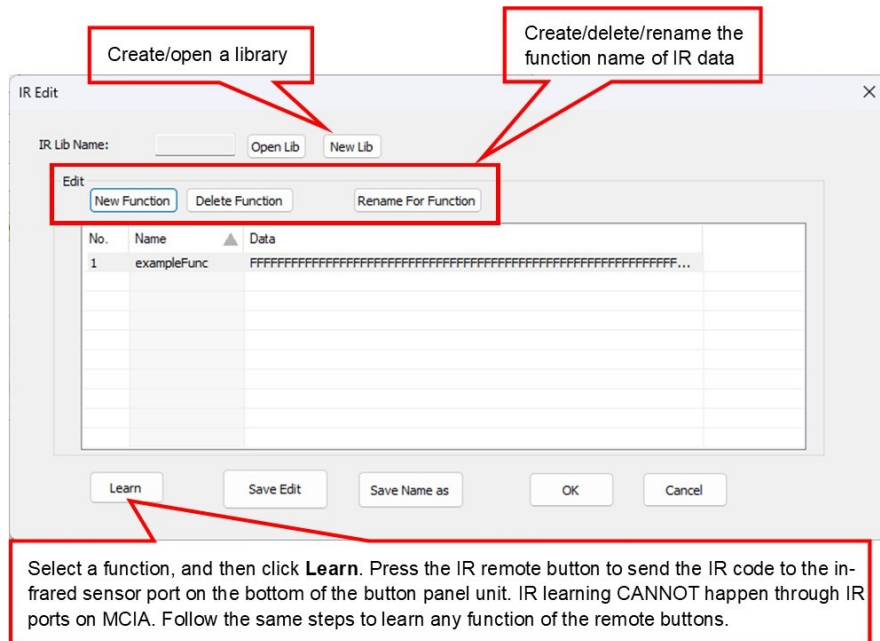 Create/open a library
Create/delete/rename the
function name of IR data
IR Edit
IR Lib Name:
Open Lib
New Lib
Edit
New Function
Delete Function
Rename For Function
No. Name Data
1 exampleFunc FFFFFFFFFFFFFFFFFFFFFFFFFFFFFFFFFFFFFFFFFFFFFFFFFFFFFFFFFFFFFF...
Learn
Save Edit
Save Name as
OK
Cancel
Select a function, and then click Learn. Press the IR remote button to send the IR code to the in-
frared sensor port on the bottom of the button panel unit. IR learning CANNOT happen through IR
ports on MCIA. Follow the same steps to learn any function of the remote buttons.